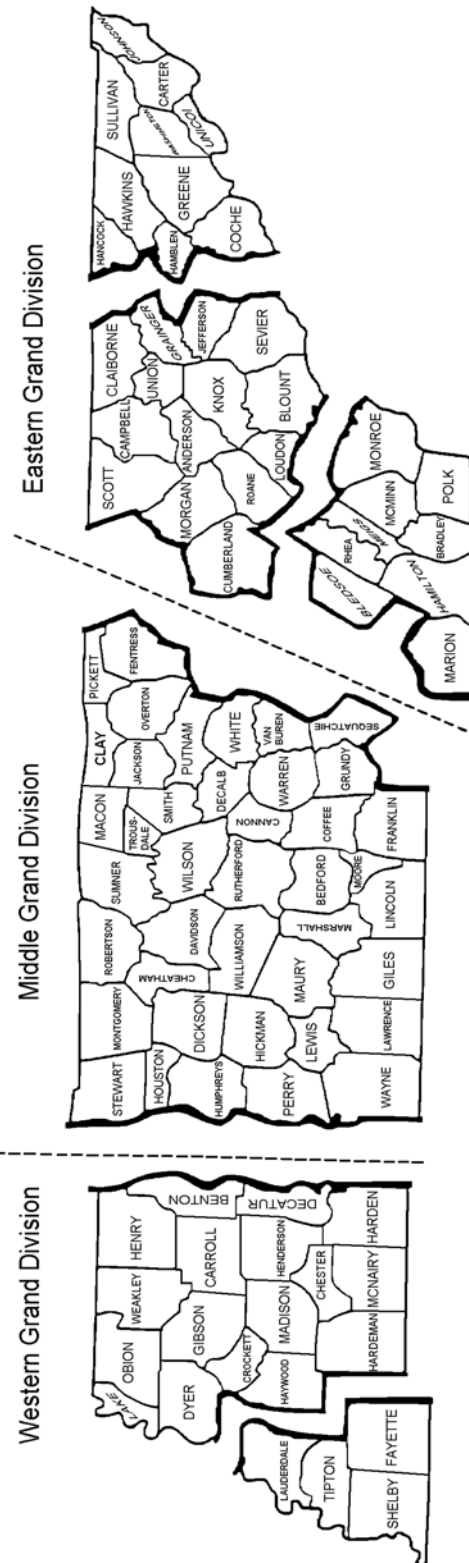 Western Grand Division
Middle Grand Division
Eastern Grand Division
LAKE
OBION
WEAKLEY
HENRY
BENTON
DYER
GIBSON
CARROLL
CROCKETT
HAYWOOD
MADISON
HENDERSON
DECATUR
CHESTER
HARDEMAN
MCNAIRY
HARDEN
LAUDERDALE
TIPTON
SHELBY
FAYETTE
STEWART
MONTGOMERY
ROBERTSON
SUMNER
MACON
CLAY
PICKETT
HOUSTON
HUMPHREYS
DICKSON
CHEATHAM
DAVIDSON
WILSON
TROUS-
DALE
SMITH
JACKSON
OVERTON
FENTRESS
PUTNAM
PERRY
HICKMAN
WILLIAMSON
RUTHERFORD
CANNON
DECALB
WHITE
VAN
BUREN
LEWIS
MAURY
MARSHALL
BEDFORD
COFFEE
WARREN
GRUNDY
SEQUATCHIE
WAYNE
LAWRENCE
GILES
LINCOLN
MOORE
FRANKLIN
SCOTT
CAMPBELL
CLAIBORNE
UNION
GRAINGER
MORGAN
ANDERSON
KNOX
JEFFERSON
CUMBERLAND
ROANE
LOUDON
BLOUNT
SEVIER
BLEDSOE
RHEA
MEIGS
MCMINN
MONROE
MARION
HAMILTON
BRADLEY
POLK
HANCOCK
HAWKINS
SULLIVAN
JOHNSON
HAMBLEN
GREENE
WASHINGTON
CARTER
UNICOI
COCHE